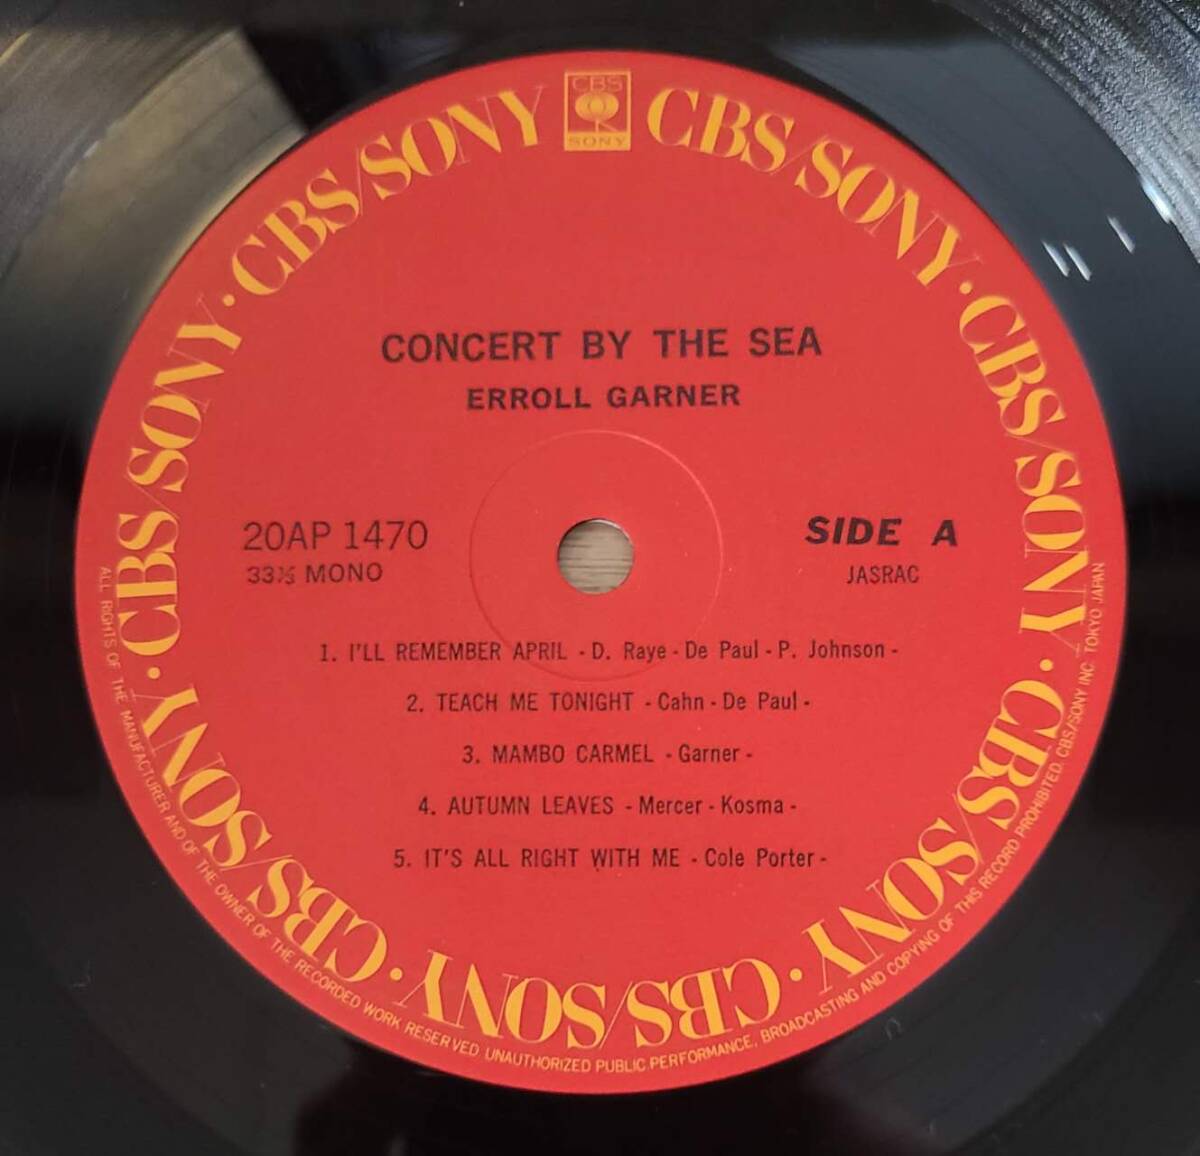 CBS
SONY
CBS/SONY · CBS/SONY · CBS/SONY · CBS/SONY · CBS/SONY · CBS/SONY · CBS/SONY · CBS/SONY · CBS/SONY
CONCERT BY THE SEA
ERROLL GARNER
20AP 1470
33⅓ MONO
SIDE A
JASRAC
1. I'LL REMEMBER APRIL - D. Raye - De Paul - P. Johnson -
2. TEACH ME TONIGHT - Cahn - De Paul -
3. MAMBO CARMEL - Garner -
4. AUTUMN LEAVES - Mercer - Kosma -
5. IT'S ALL RIGHT WITH ME - Cole Porter -
ALL RIGHTS OF THE MANUFACTURER AND OF THE OWNER OF THE RECORDED WORK RESERVED UNAUTHORIZED PUBLIC PERFORMANCE, BROADCASTING AND COPYING OF THIS RECORD PROHIBITED. CBS/SONY INC. TOKYO JAPAN